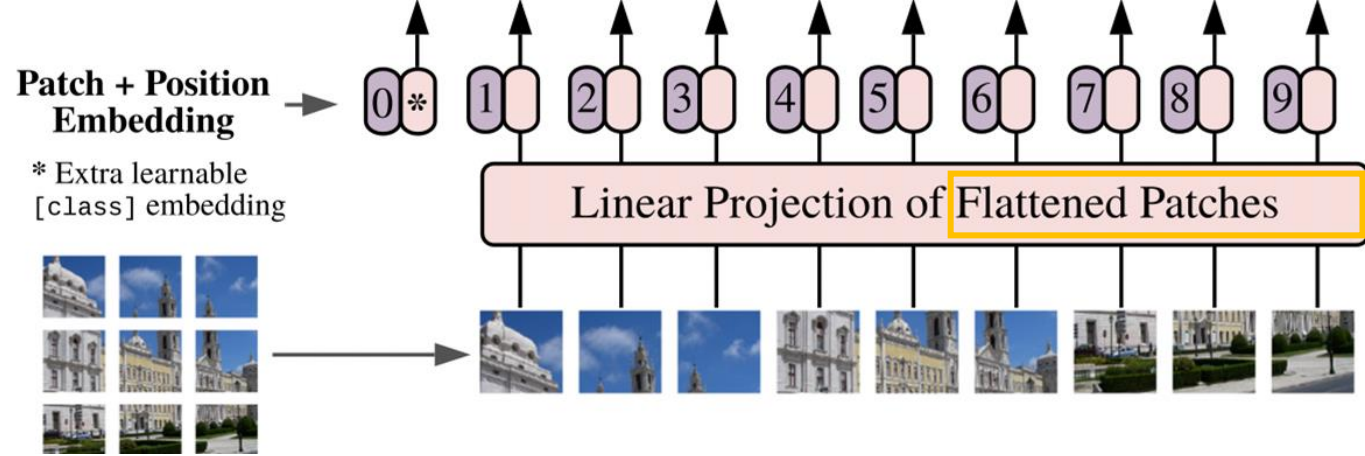 Patch + Position
Embedding
* Extra learnable
[class] embedding
0 * 1 2 3 4 5 6 7 8 9
Linear Projection of Flattened Patches